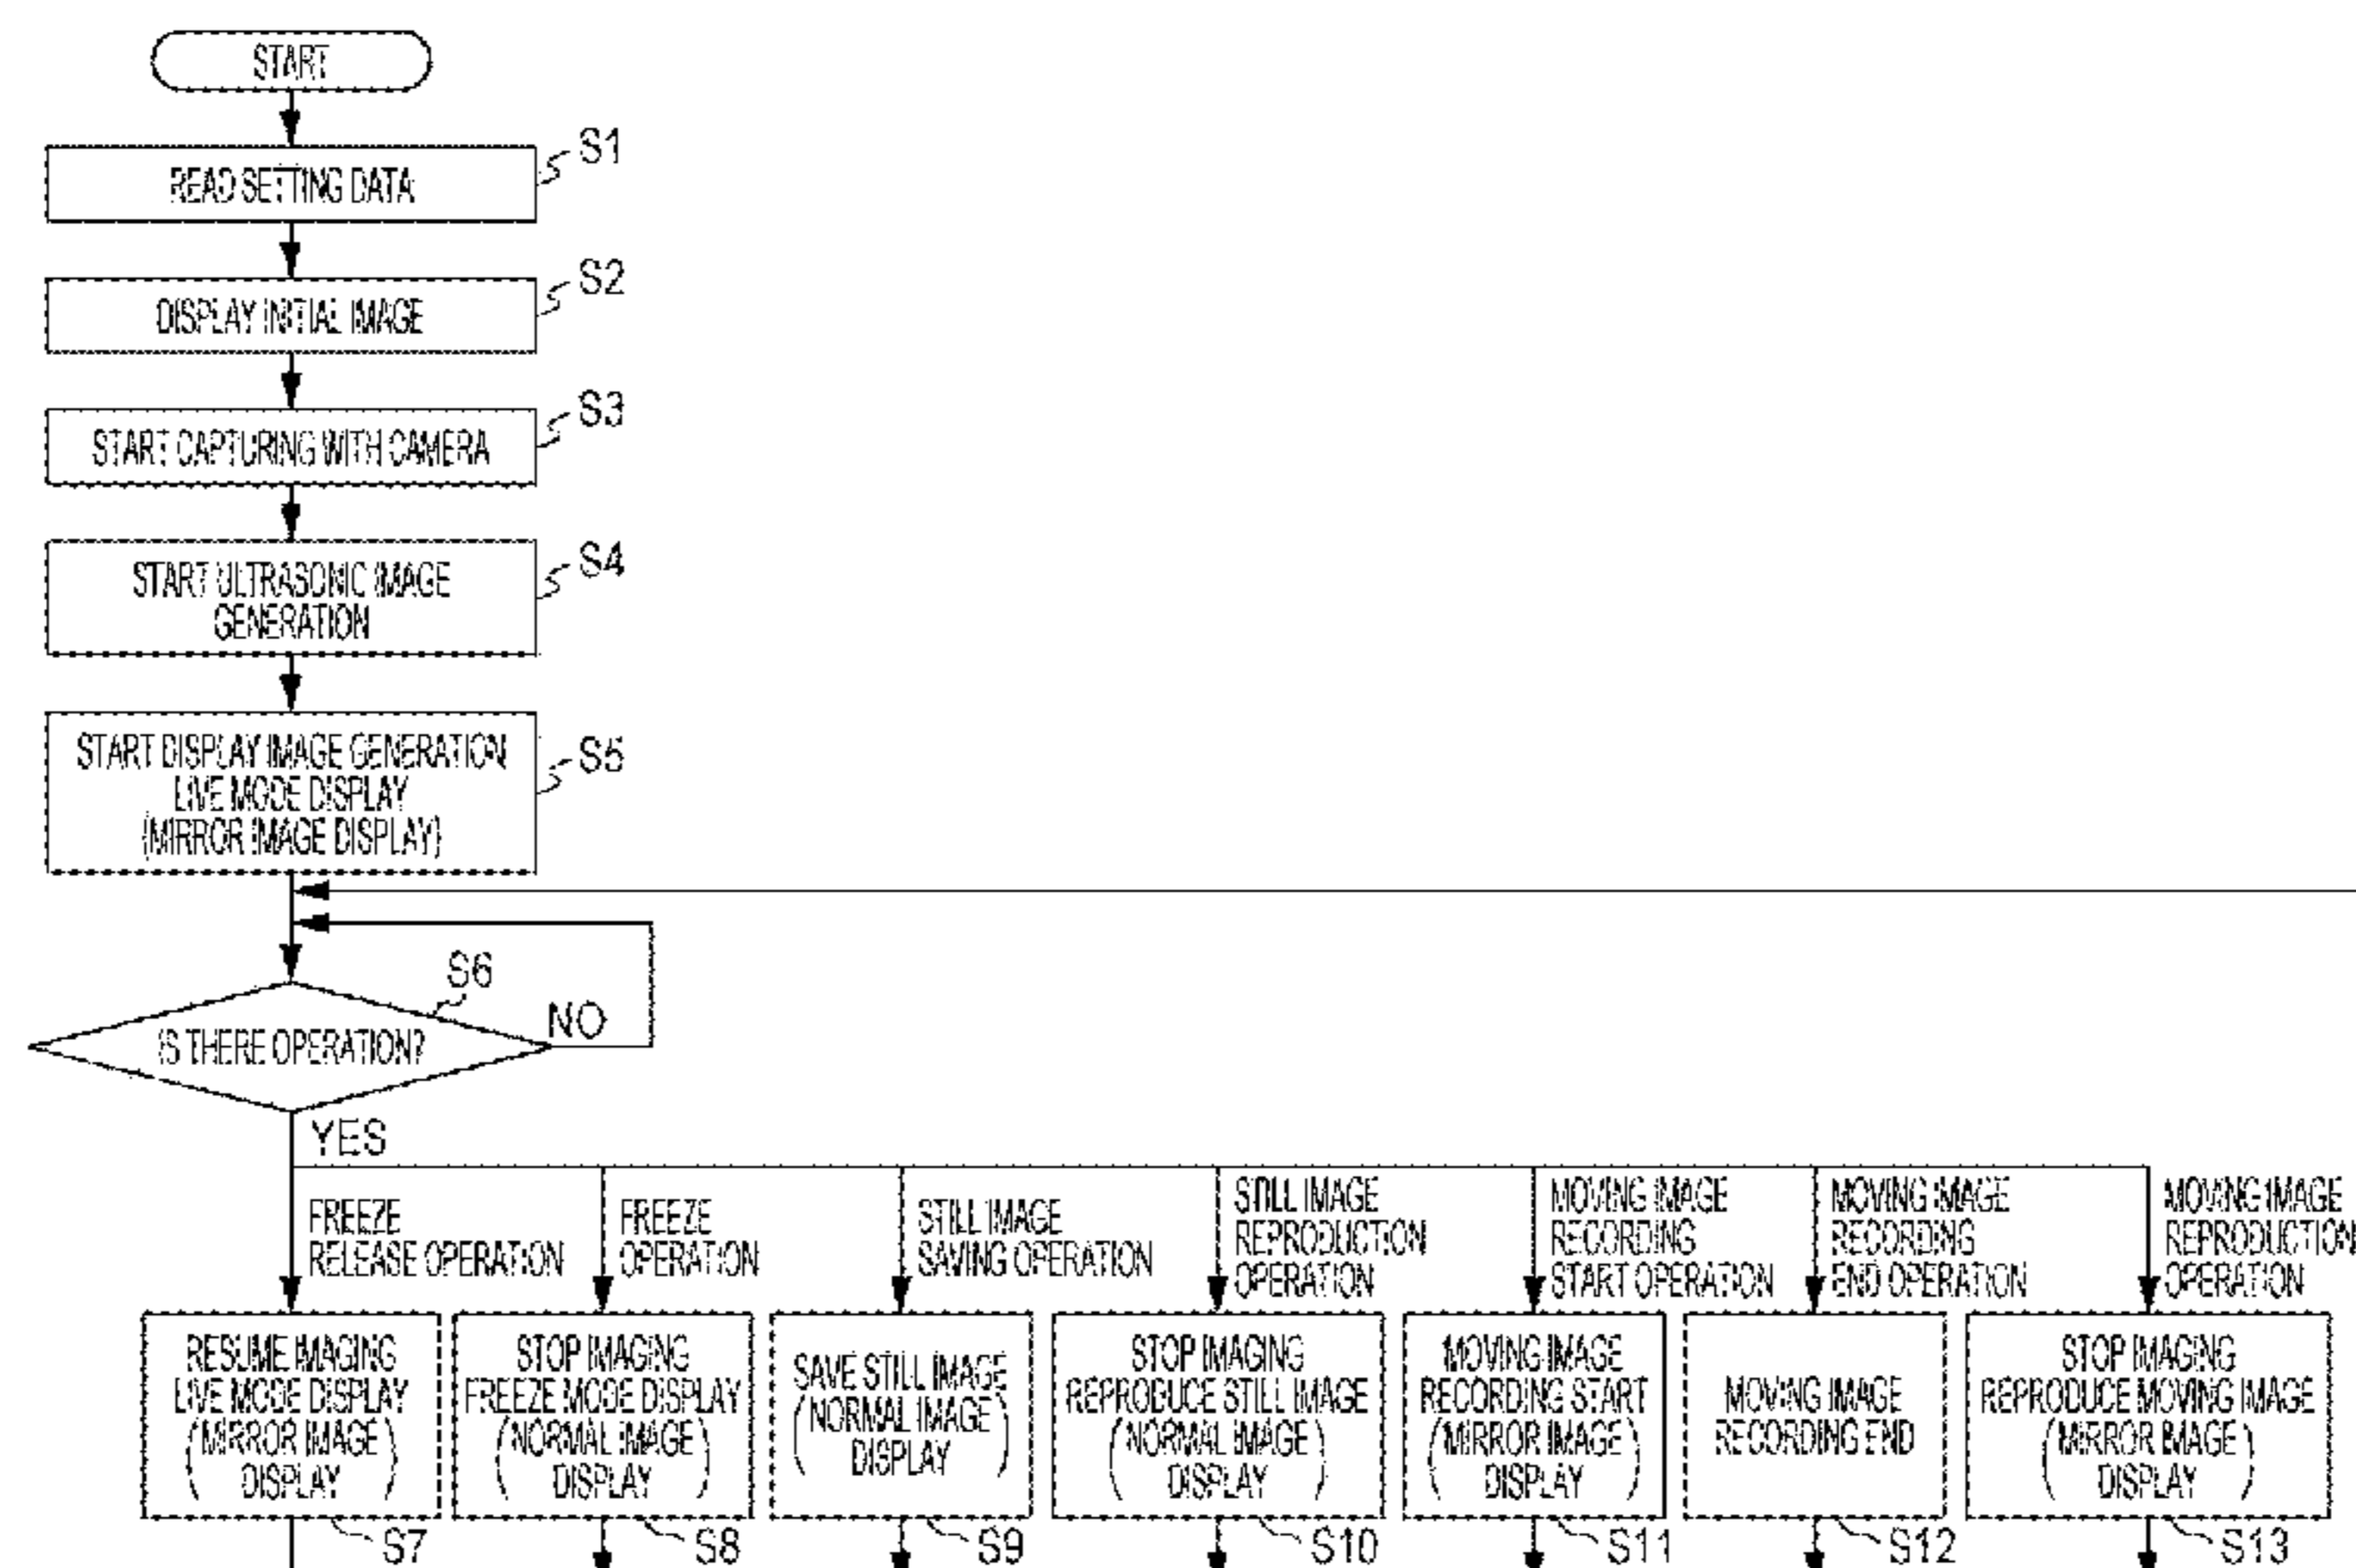 START
READ SETTING DATA
S1
DISPLAY INITIAL IMAGE
S2
START CAPTURING WITH CAMERA
S3
START ULTRASONIC IMAGE
GENERATION
S4
START DISPLAY IMAGE GENERATION
LIVE MODE DISPLAY
(MIRROR IMAGE DISPLAY)
S5
S6
IS THERE OPERATION?
NO
YES
FREEZE
RELEASE OPERATION
FREEZE
OPERATION
STILL IMAGE
SAVING OPERATION
STILL IMAGE
REPRODUCTION
OPERATION
MOVING IMAGE
RECORDING
START OPERATION
MOVING IMAGE
RECORDING
END OPERATION
MOVING IMAGE
REPRODUCTION
OPERATION
RESUME IMAGING
LIVE MODE DISPLAY
(MIRROR IMAGE
DISPLAY)
S7
STOP IMAGING
FREEZE MODE DISPLAY
(NORMAL IMAGE
DISPLAY)
S8
SAVE STILL IMAGE
(NORMAL IMAGE
DISPLAY)
S9
STOP IMAGING
REPRODUCE STILL IMAGE
(NORMAL IMAGE
DISPLAY)
S10
MOVING IMAGE
RECORDING START
(MIRROR IMAGE
DISPLAY)
S11
MOVING IMAGE
RECORDING END
S12
STOP IMAGING
REPRODUCE MOVING IMAGE
(MIRROR IMAGE
DISPLAY)
S13